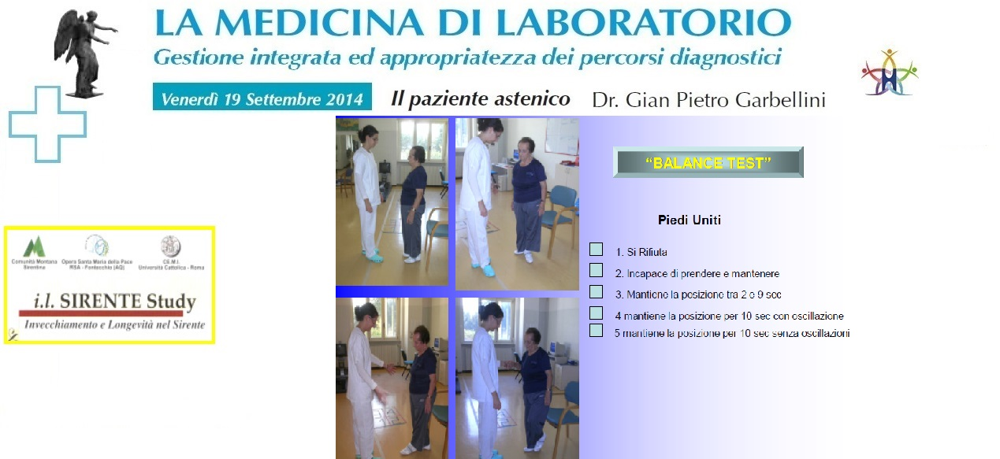 LA MEDICINA DI LABORATORIO
Gestione integrata ed appropriatezza dei percorsi diagnostici
Venerdì 19 Settembre 2014 Il paziente astenico Dr. Gian Pietro Garbellini
H
"BALANCE TEST"
Piedi Uniti
1. Si Rifiuta
2. Incapace di prendere e mantenere
3. Mantiene la posizione tra 2 e 9 sec
4 mantiene la posizione per 10 sec con oscillazione
5 mantiene la posizione per 10 sec senza oscillazioni
Comunità Montana
Sirentina
Opera Santa Maria della Pace
RSA - Fontecchio (AQ)
CE.M.I.
Università Cattolica - Roma
i.l. SIRENTE Study
Invecchiamento e Longevità nel Sirente